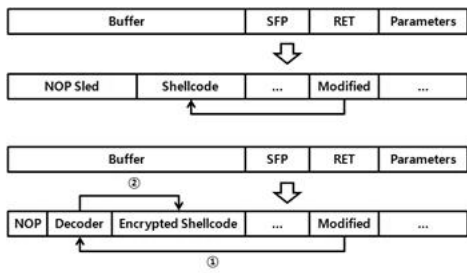 Buffer SFP RET Parameters
NOP Sled Shellcode ... Modified ...
Buffer SFP RET Parameters
②
NOP Decoder Encrypted Shellcode ... Modified ...
①